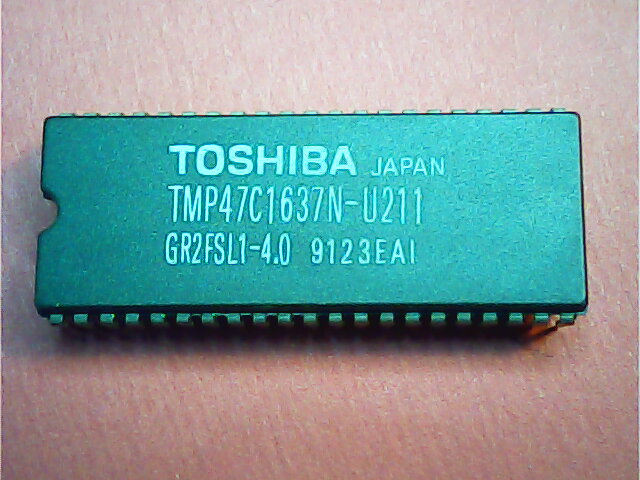 TOSHIBA JAPAN
TMP47C1637N-U211
GR2FSL1-4.0 9123EAI